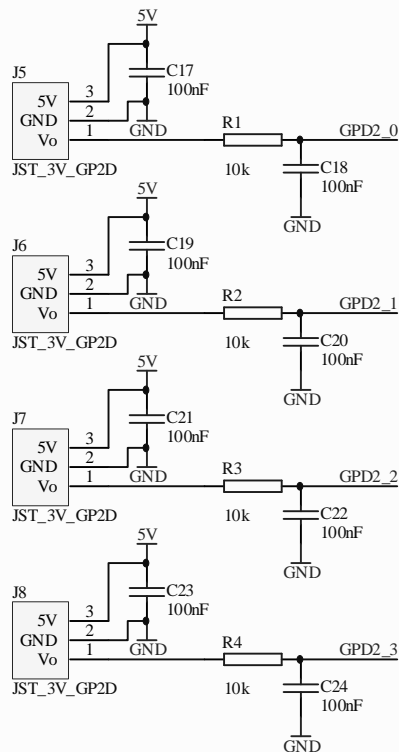 5V
J5
C17
100nF
5V 3
GND 2
Vo 1
GND
R1
GPD2_0
JST_3V_GP2D
10k
C18
100nF
GND
5V
J6
C19
100nF
5V 3
GND 2
Vo 1
GND
R2
GPD2_1
JST_3V_GP2D
10k
C20
100nF
GND
5V
J7
C21
100nF
5V 3
GND 2
Vo 1
GND
R3
GPD2_2
JST_3V_GP2D
10k
C22
100nF
GND
5V
J8
C23
100nF
5V 3
GND 2
Vo 1
GND
R4
GPD2_3
JST_3V_GP2D
10k
C24
100nF
GND